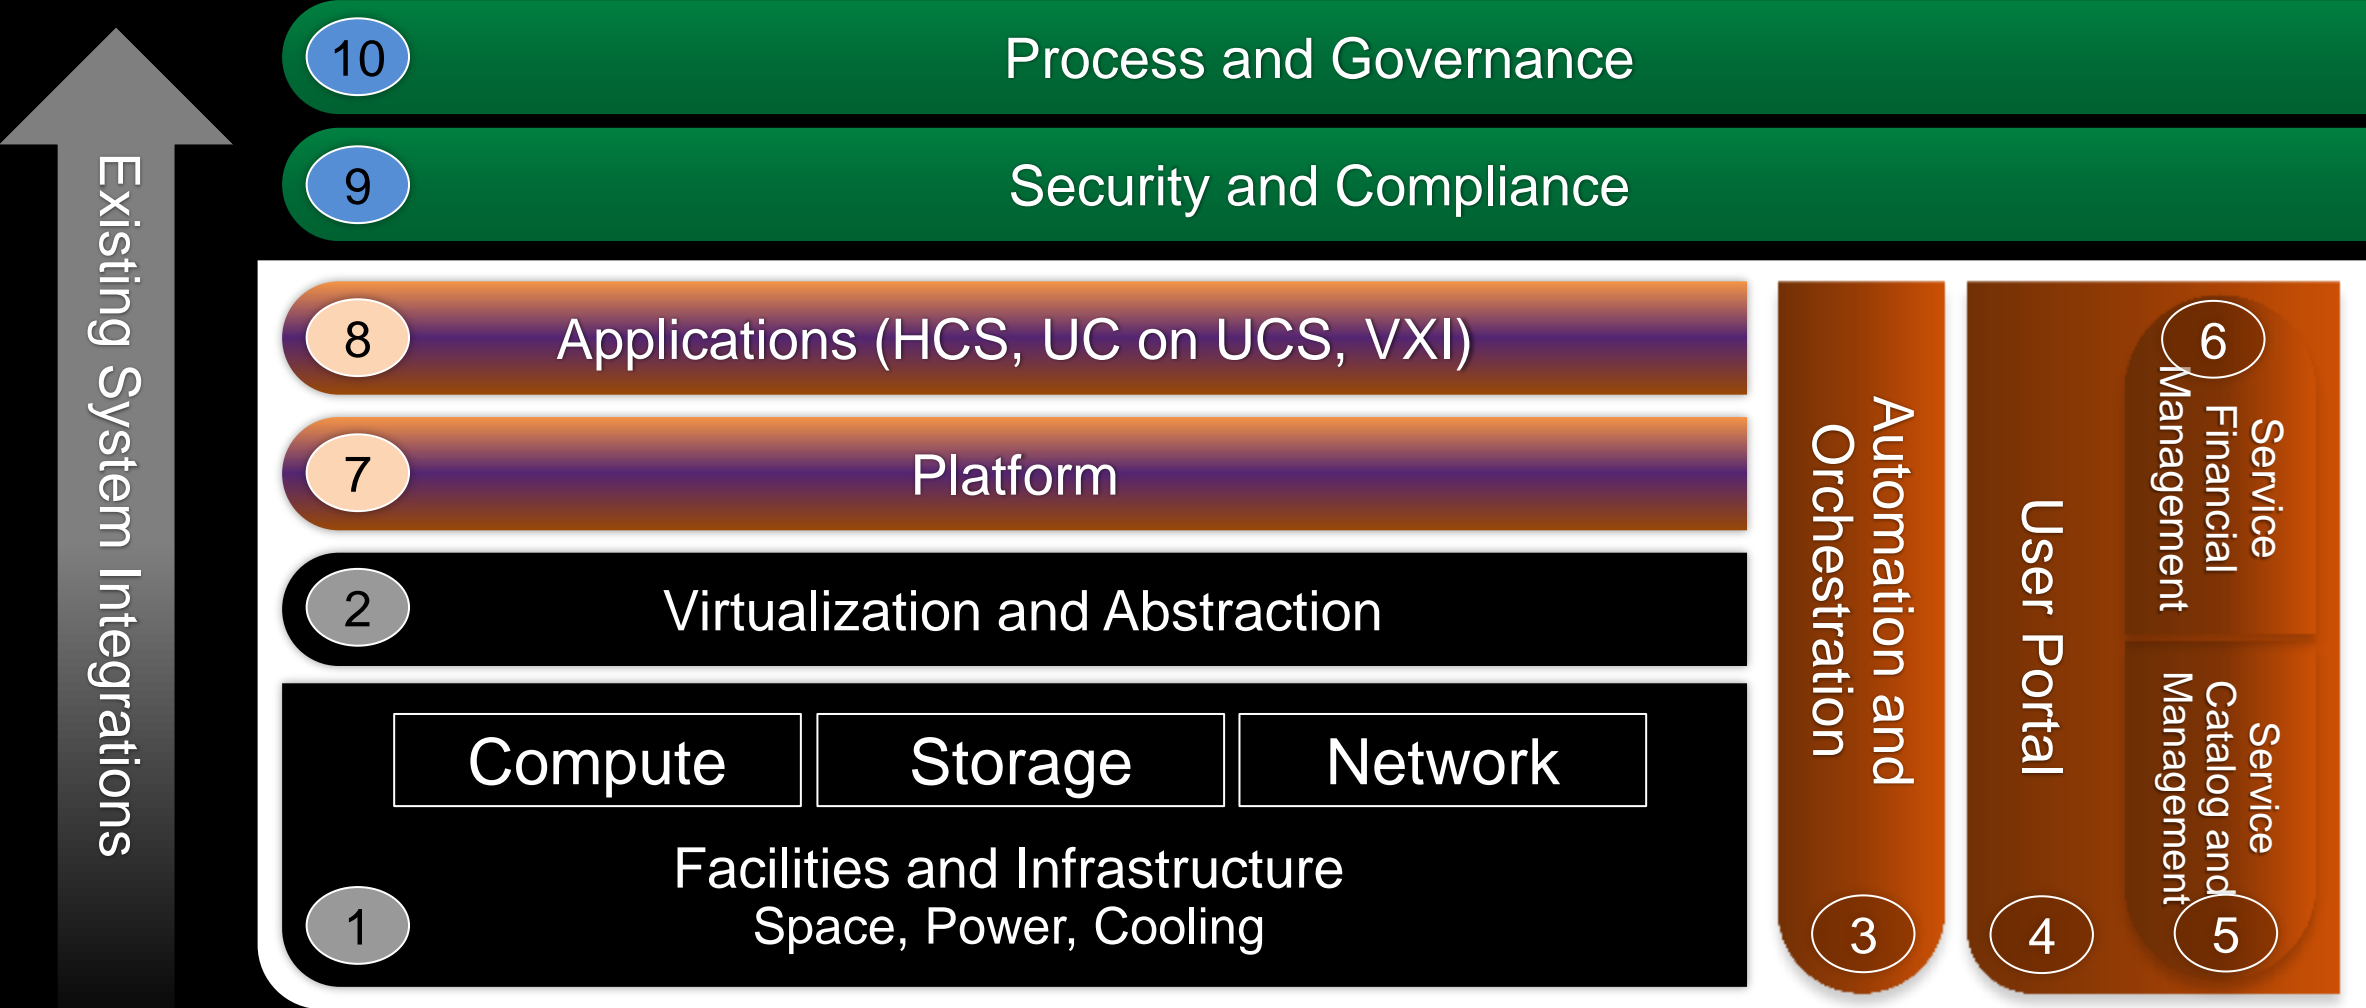 10
Process and Governance
9
Security and Compliance
Existing System Integrations
8
Applications (HCS, UC on UCS, VXI)
7
Platform
2
Virtualization and Abstraction
Compute
Storage
Network
Facilities and Infrastructure
Space, Power, Cooling
1
Automation and
Orchestration
3
User Portal
4
6
Service
Financial
Management
Service
Catalog and
Management
5